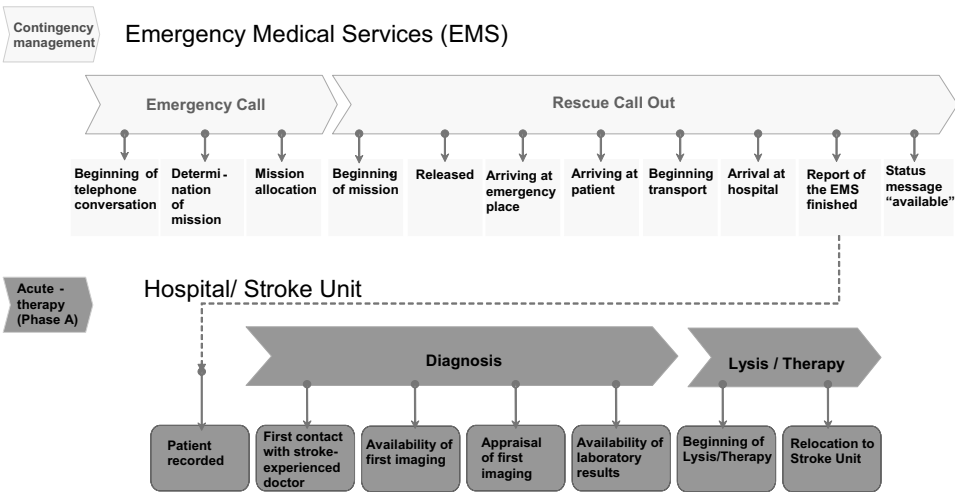 Contingency
management
Emergency Medical Services (EMS)
Emergency Call
Rescue Call Out
Beginning of
telephone
conversation
Determi-
nation
of
mission
Mission
allocation
Beginning
of mission
Released
Arriving at
emergency
place
Arriving at
patient
Beginning
transport
Arrival at
hospital
Report of
the EMS
finished
Status
message
“available”
Acute -
therapy
(Phase A)
Hospital/ Stroke Unit
Diagnosis
Lysis / Therapy
Patient
recorded
First contact
with stroke-
experienced
doctor
Availability of
first imaging
Appraisal
of first
imaging
Availability of
laboratory
results
Beginning of
Lysis/Therapy
Relocation to
Stroke Unit